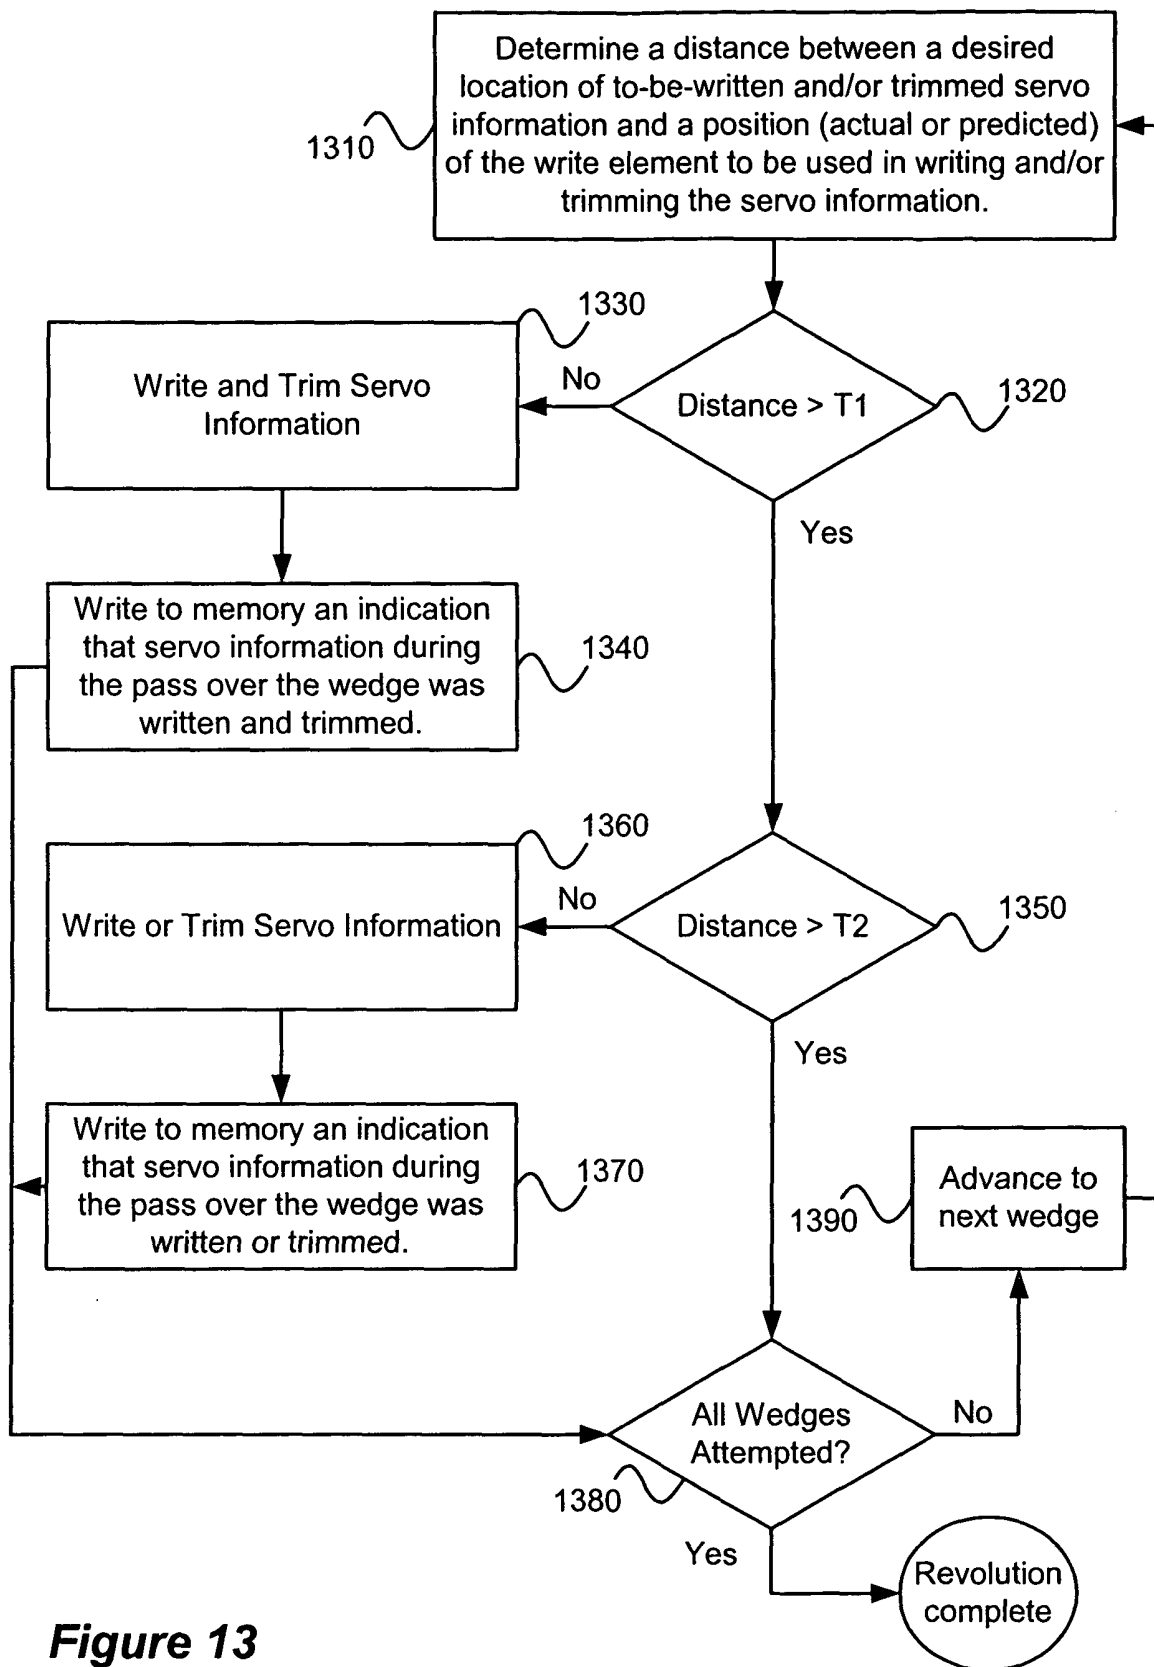 Determine a distance between a desired
location of to-be-written and/or trimmed servo
information and a position (actual or predicted)
of the write element to be used in writing and/or
trimming the servo information.
1310
1330
Write and Trim Servo
Information
No
Distance > T1
1320
Yes
Write to memory an indication
that servo information during
the pass over the wedge was
written and trimmed.
1340
1360
Write or Trim Servo Information
No
Distance > T2
1350
Yes
Write to memory an indication
that servo information during
the pass over the wedge was
written or trimmed.
1370
Advance to
next wedge
1390
All Wedges
Attempted?
No
1380
Yes
Revolution
complete
Figure 13